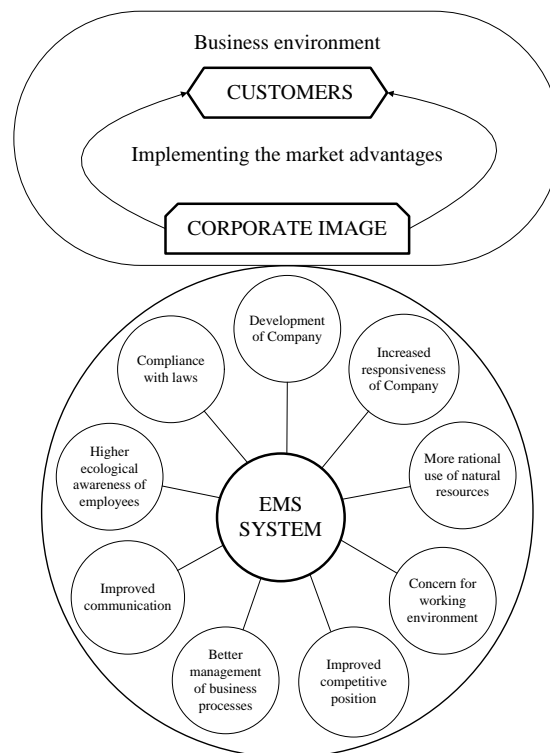 Business environment
CUSTOMERS
Implementing the market advantages
CORPORATE IMAGE
Development
of Company
Compliance
with laws
Increased
responsiveness
of Company
Higher
ecological
awareness of
employees
More rational
use of natural
resources
EMS
SYSTEM
Improved
communication
Concern for
working
environment
Better
management
of business
processes
Improved
competitive
position